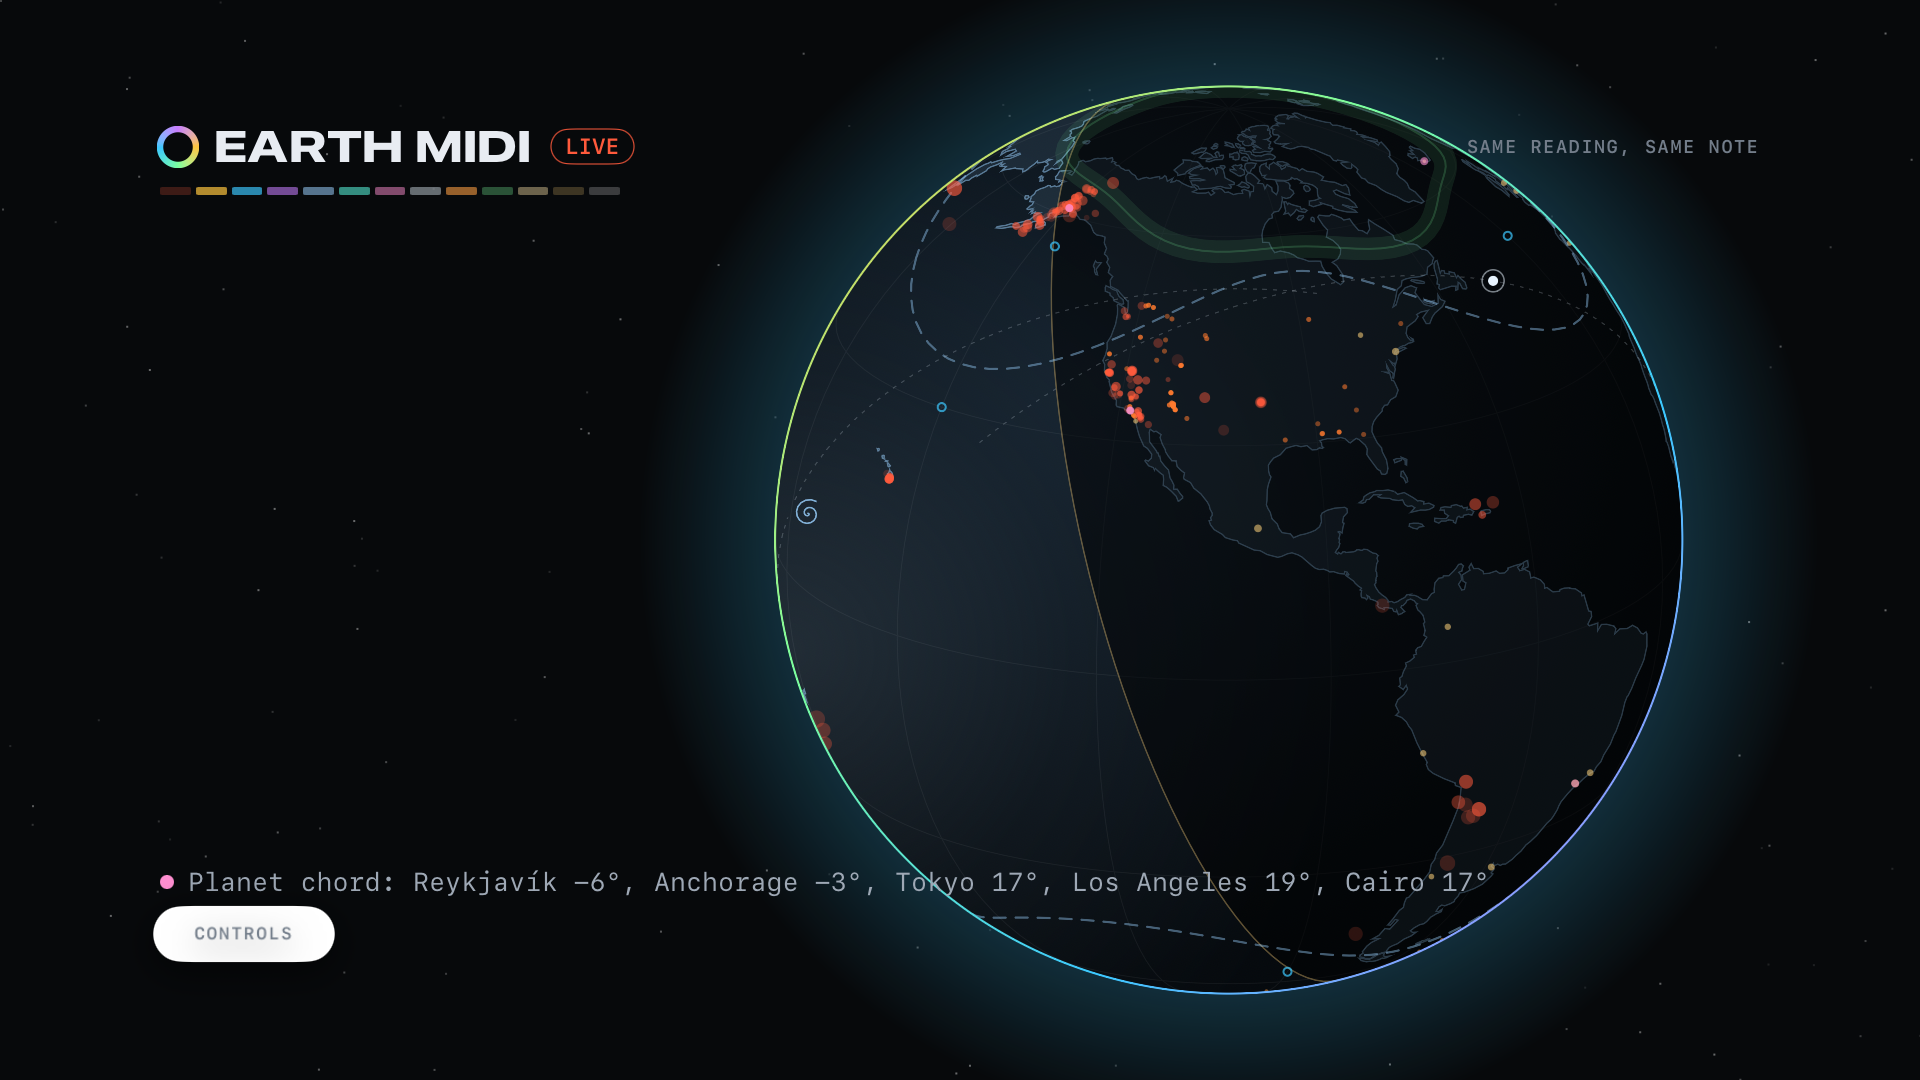 EARTH MIDI LIVE
SAME READING, SAME NOTE
Planet chord: Reykjavík −6°, Anchorage −3°, Tokyo 17°, Los Angeles 19°, Cairo 17°
CONTROLS